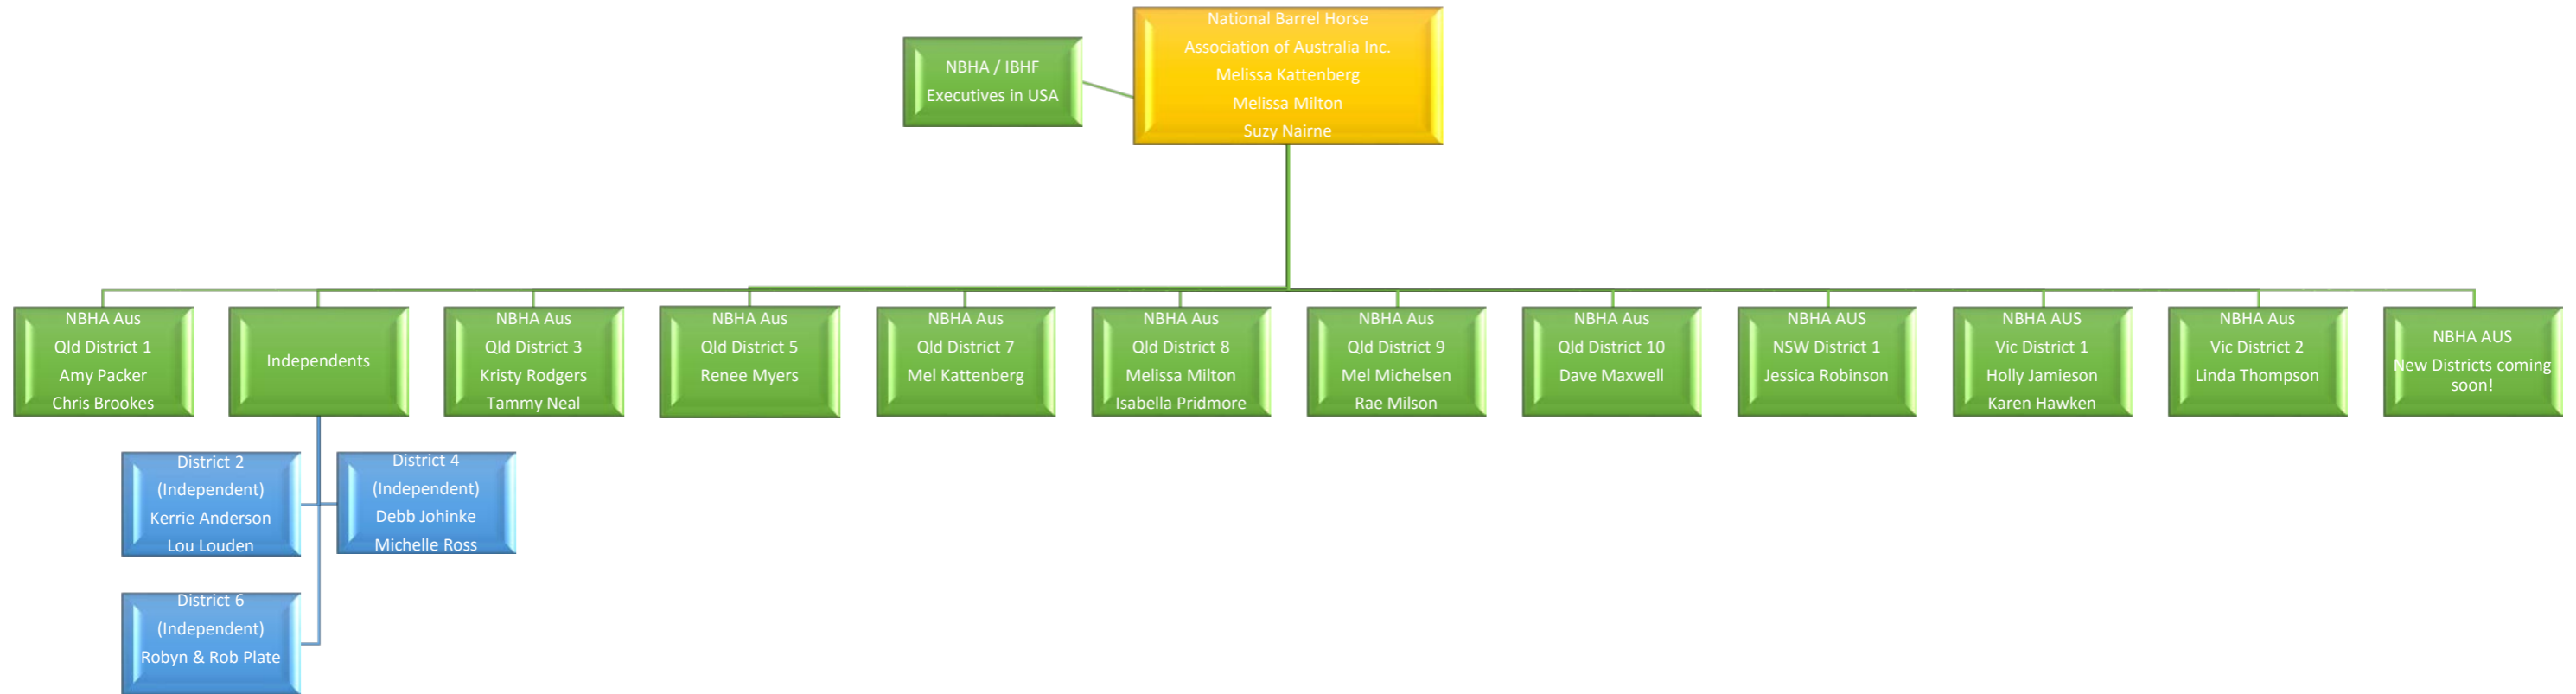 National Barrel Horse
Association of Australia Inc.
Melissa Kattenberg
Melissa Milton
Suzy Nairne
NBHA / IBHF
Executives in USA
NBHA Aus
Qld District 1
Amy Packer
Chris Brookes
Independents
NBHA Aus
Qld District 3
Kristy Rodgers
Tammy Neal
NBHA Aus
Qld District 5
Renee Myers
NBHA Aus
Qld District 7
Mel Kattenberg
NBHA Aus
Qld District 8
Melissa Milton
Isabella Pridmore
NBHA Aus
Qld District 9
Mel Michelsen
Rae Milson
NBHA Aus
Qld District 10
Dave Maxwell
NBHA AUS
NSW District 1
Jessica Robinson
NBHA AUS
Vic District 1
Holly Jamieson
Karen Hawken
NBHA Aus
Vic District 2
Linda Thompson
NBHA AUS
New Districts coming
soon!
District 2
(Independent)
Kerrie Anderson
Lou Louden
District 4
(Independent)
Debb Johinke
Michelle Ross
District 6
(Independent)
Robyn & Rob Plate